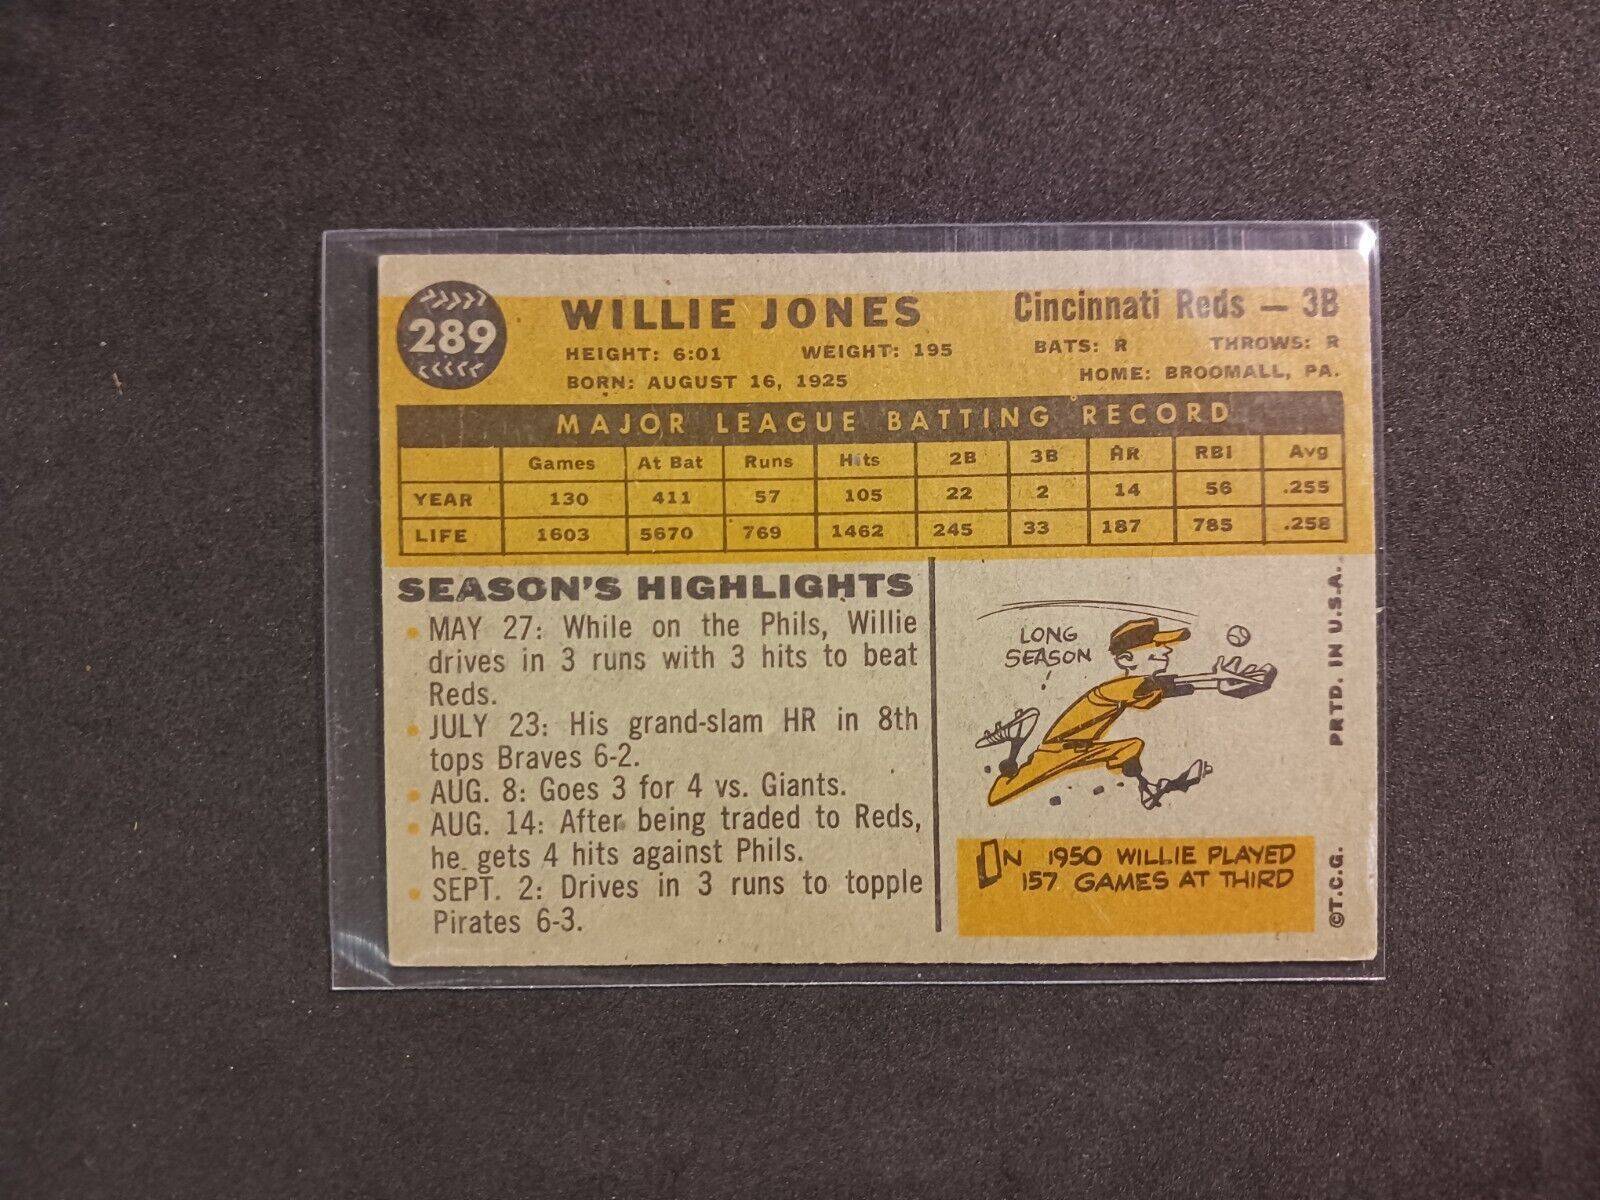 289
WILLIE JONES
Cincinnati Reds — 3B
HEIGHT: 6:01 WEIGHT: 195 BATS: R THROWS: R
BORN: AUGUST 16, 1925 HOME: BROOMALL, PA.
MAJOR LEAGUE BATTING RECORD
Games At Bat Runs Hits 2B 3B HR RBI Avg
YEAR 130 411 57 105 22 2 14 56 .255
LIFE 1603 5670 769 1462 245 33 187 785 .258
SEASON'S HIGHLIGHTS
• MAY 27: While on the Phils, Willie
drives in 3 runs with 3 hits to beat
Reds.
• JULY 23: His grand-slam HR in 8th
tops Braves 6-2.
• AUG. 8: Goes 3 for 4 vs. Giants.
• AUG. 14: After being traded to Reds,
he gets 4 hits against Phils.
• SEPT. 2: Drives in 3 runs to topple
Pirates 6-3.
LONG
SEASON
!
IN 1950 WILLIE PLAYED
157 GAMES AT THIRD
©T.C.G. PRTD. IN U.S.A.